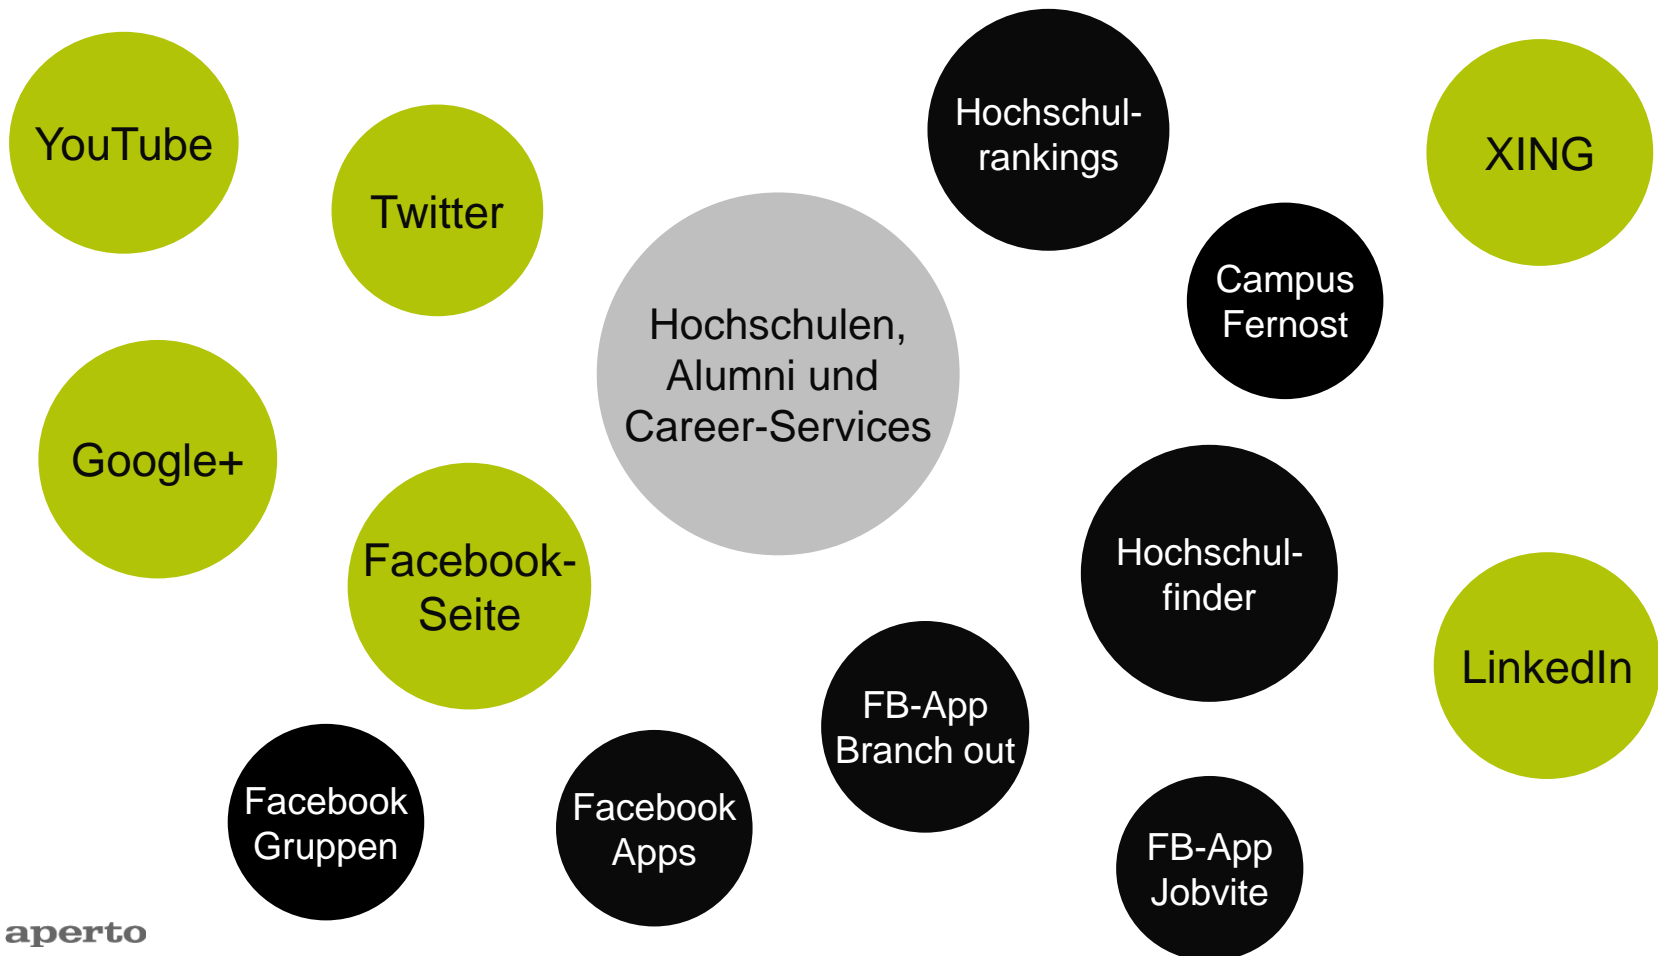 YouTube
Twitter
Hochschul-
rankings
XING
Campus
Fernost
Hochschulen,
Alumni und
Career-Services
Google+
Facebook-
Seite
Hochschul-
finder
LinkedIn
FB-App
Branch out
Facebook
Gruppen
Facebook
Apps
FB-App
Jobvite
aperto